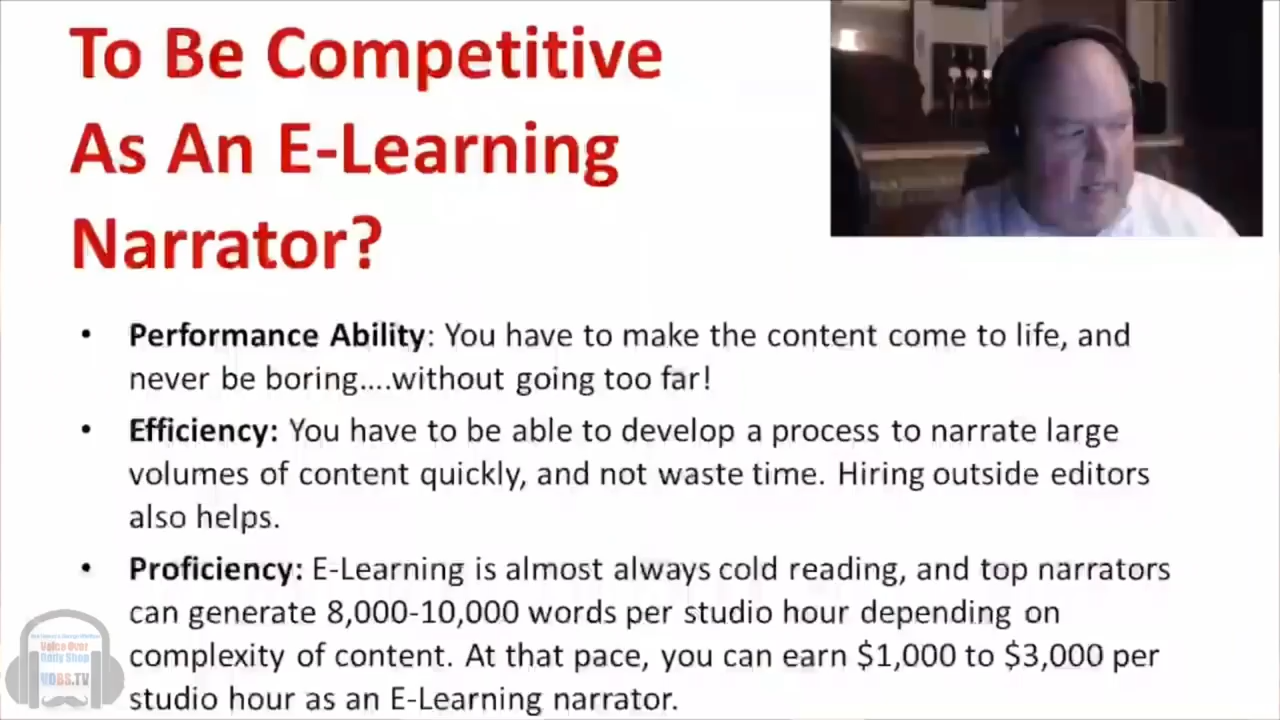 To Be Competitive
As An E-Learning
Narrator?
• Performance Ability: You have to make the content come to life, and
never be boring....without going too far!
• Efficiency: You have to be able to develop a process to narrate large
volumes of content quickly, and not waste time. Hiring outside editors
also helps.
• Proficiency: E-Learning is almost always cold reading, and top narrators
can generate 8,000-10,000 words per studio hour depending on
complexity of content. At that pace, you can earn $1,000 to $3,000 per
studio hour as an E-Learning narrator.
Voice Over
Body Shop
VOBS.TV